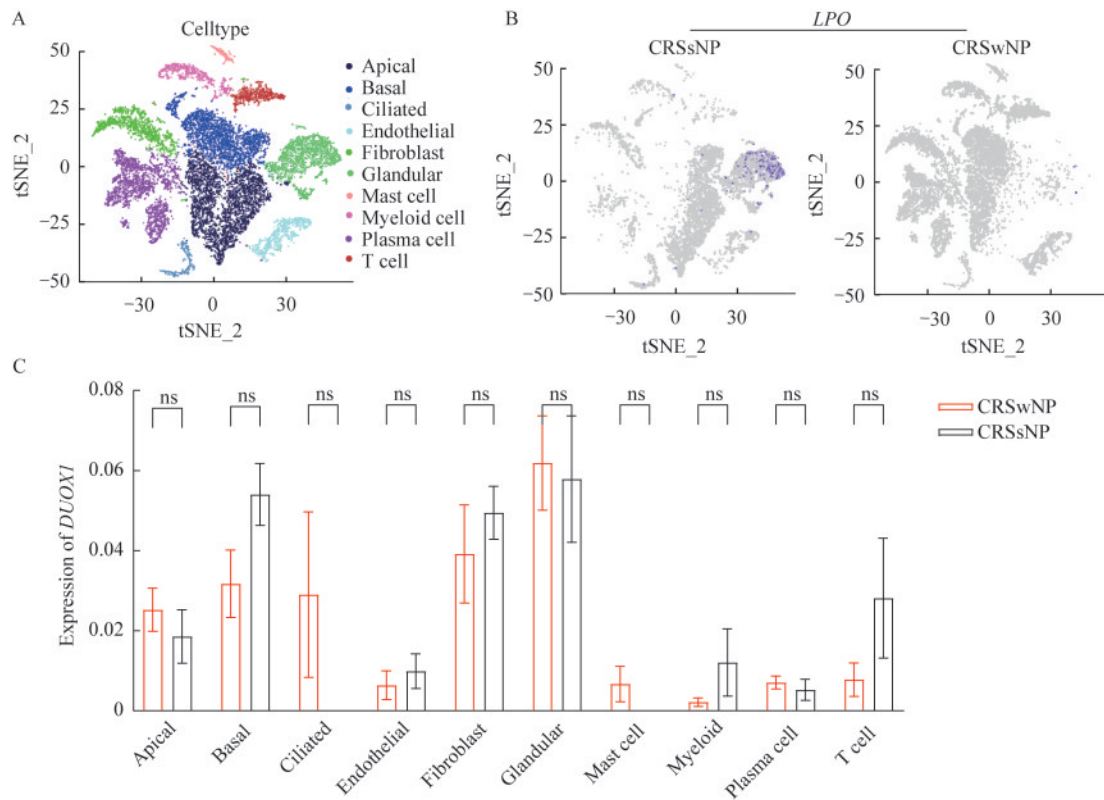 A
Celltype
50
25
0
−25
−50
tSNE_2
−30
0
30
tSNE_2
Apical
Basal
Ciliated
Endothelial
Fibroblast
Glandular
Mast cell
Myeloid cell
Plasma cell
T cell
B
LPO
CRSsNP
CRSwNP
50
25
0
−25
−50
tSNE_2
−30
0
30
tSNE_2
50
25
0
−25
−50
tSNE_2
−30
0
30
tSNE_2
C
0.08
0.06
0.04
0.02
0
Expression of DUOX1
ns
ns
ns
ns
ns
ns
ns
ns
ns
ns
CRSwNP
CRSsNP
Apical
Basal
Ciliated
Endothelial
Fibroblast
Glandular
Mast cell
Myeloid
Plasma cell
T cell